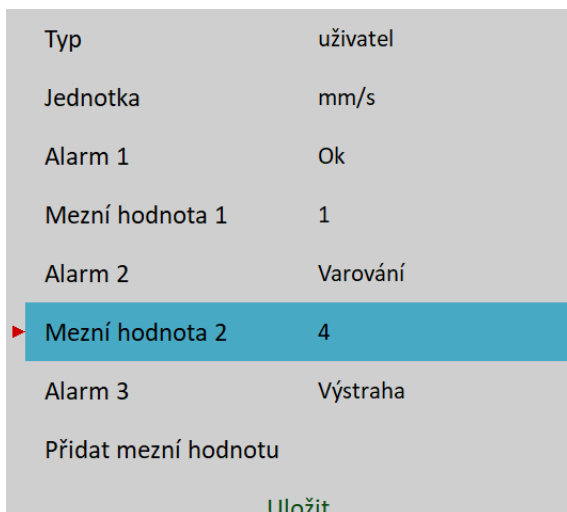 Typ uživatel
Jednotka mm/s
Alarm 1 Ok
Mezní hodnota 1 1
Alarm 2 Varování
Mezní hodnota 2 4
Alarm 3 Výstraha
Přidat mezní hodnotu
Uložit